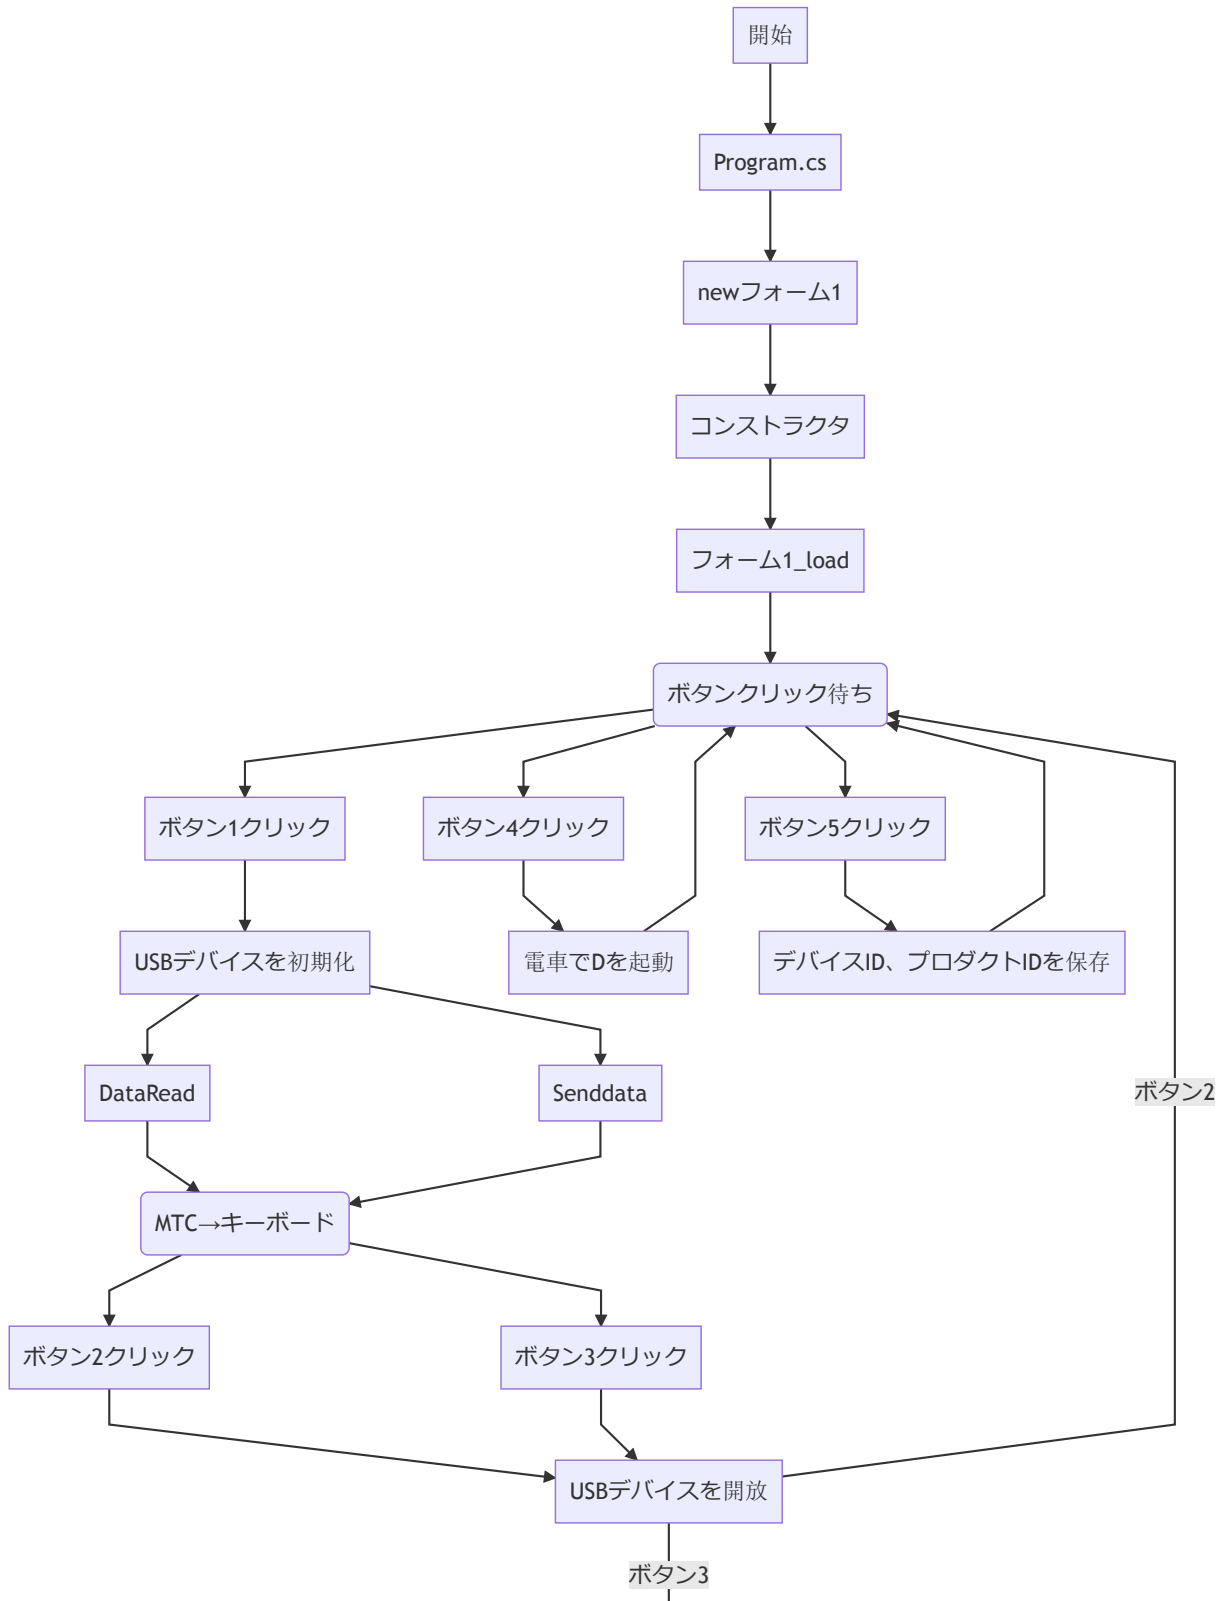 開始
Program.cs
newフォーム1
コンストラクタ
フォーム1_load
ボタンクリック待ち
ボタン1クリック
ボタン4クリック
ボタン5クリック
USBデバイスを初期化
電車でDを起動
デバイスID、プロダクトIDを保存
DataRead
Senddata
ボタン2
MTC→キーボード
ボタン2クリック
ボタン3クリック
USBデバイスを開放
ボタン3